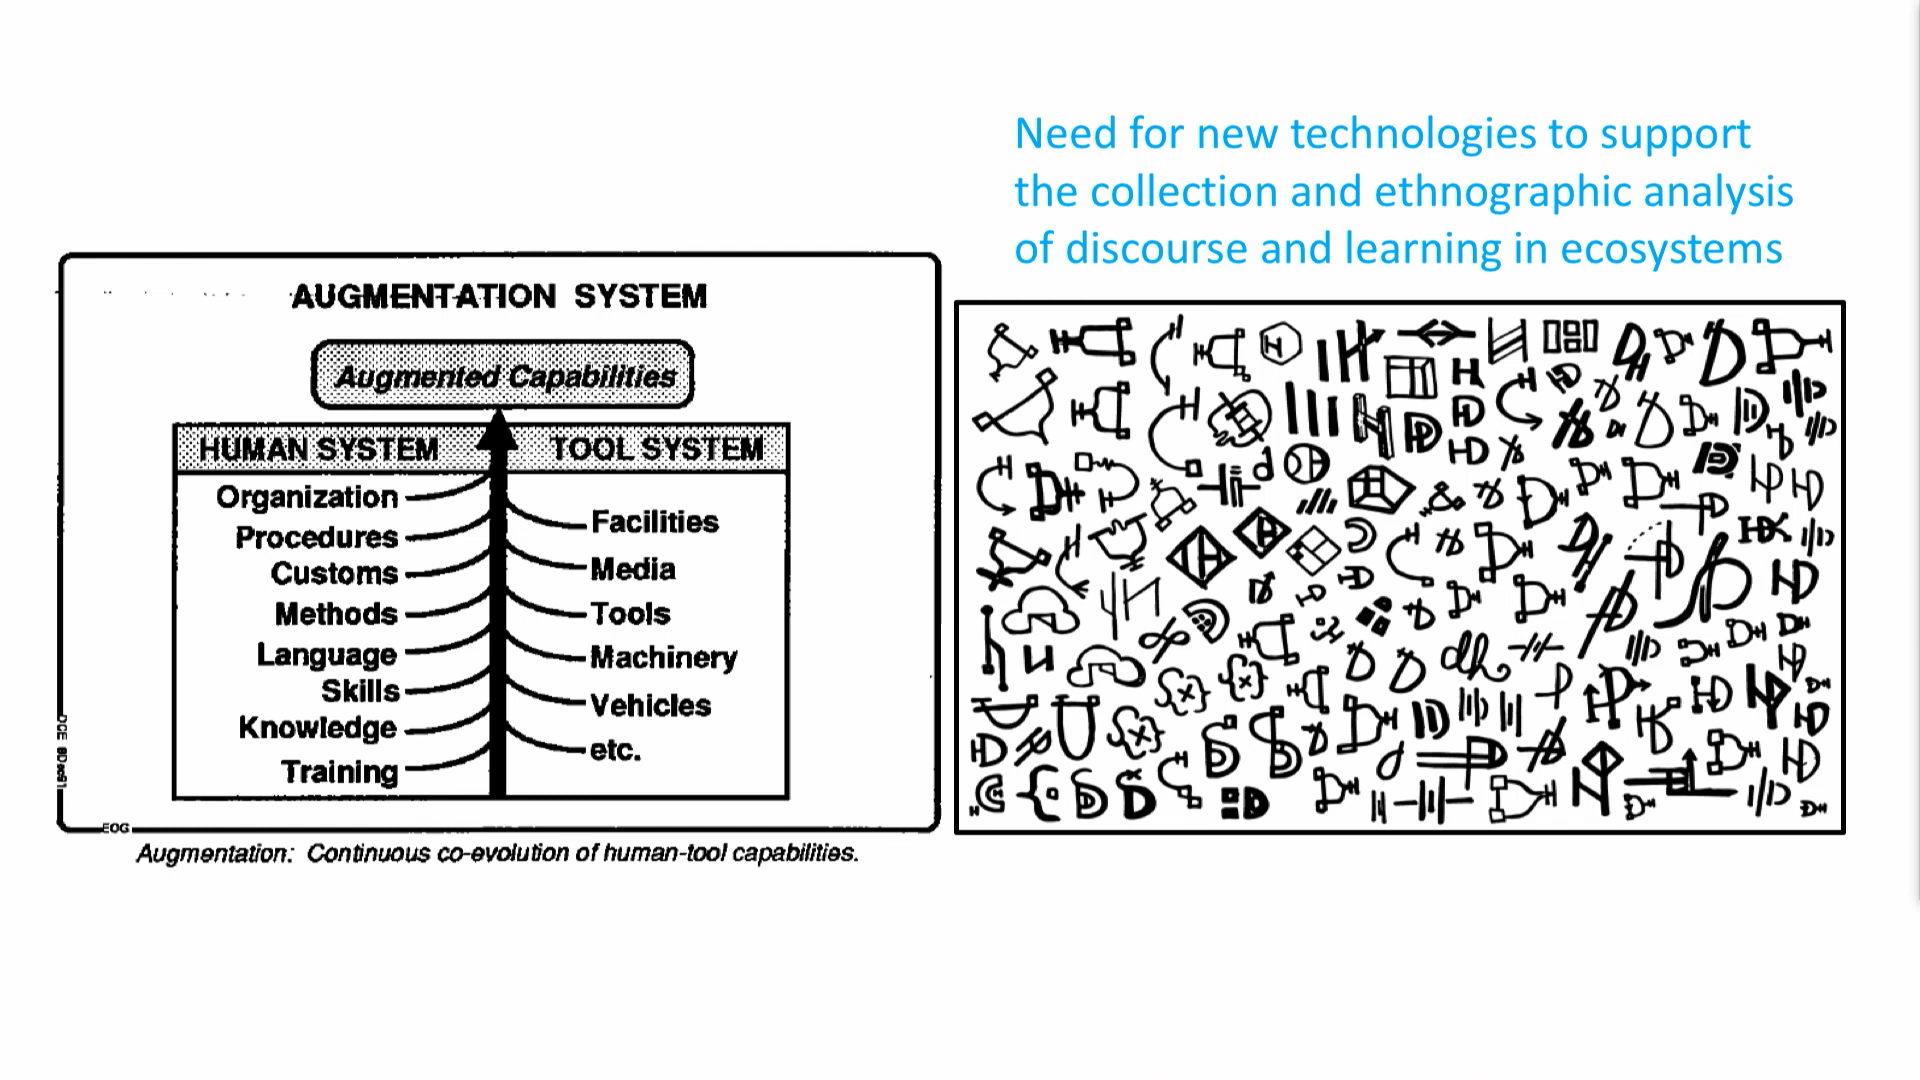 Need for new technologies to support
the collection and ethnographic analysis
of discourse and learning in ecosystems
AUGMENTATION SYSTEM
Augmented Capabilities
HUMAN SYSTEM
TOOL SYSTEM
Organization
Procedures
Customs
Methods
Language
Skills
Knowledge
Training
Facilities
Media
Tools
Machinery
Vehicles
etc.
EOG
Augmentation: Continuous co-evolution of human-tool capabilities.